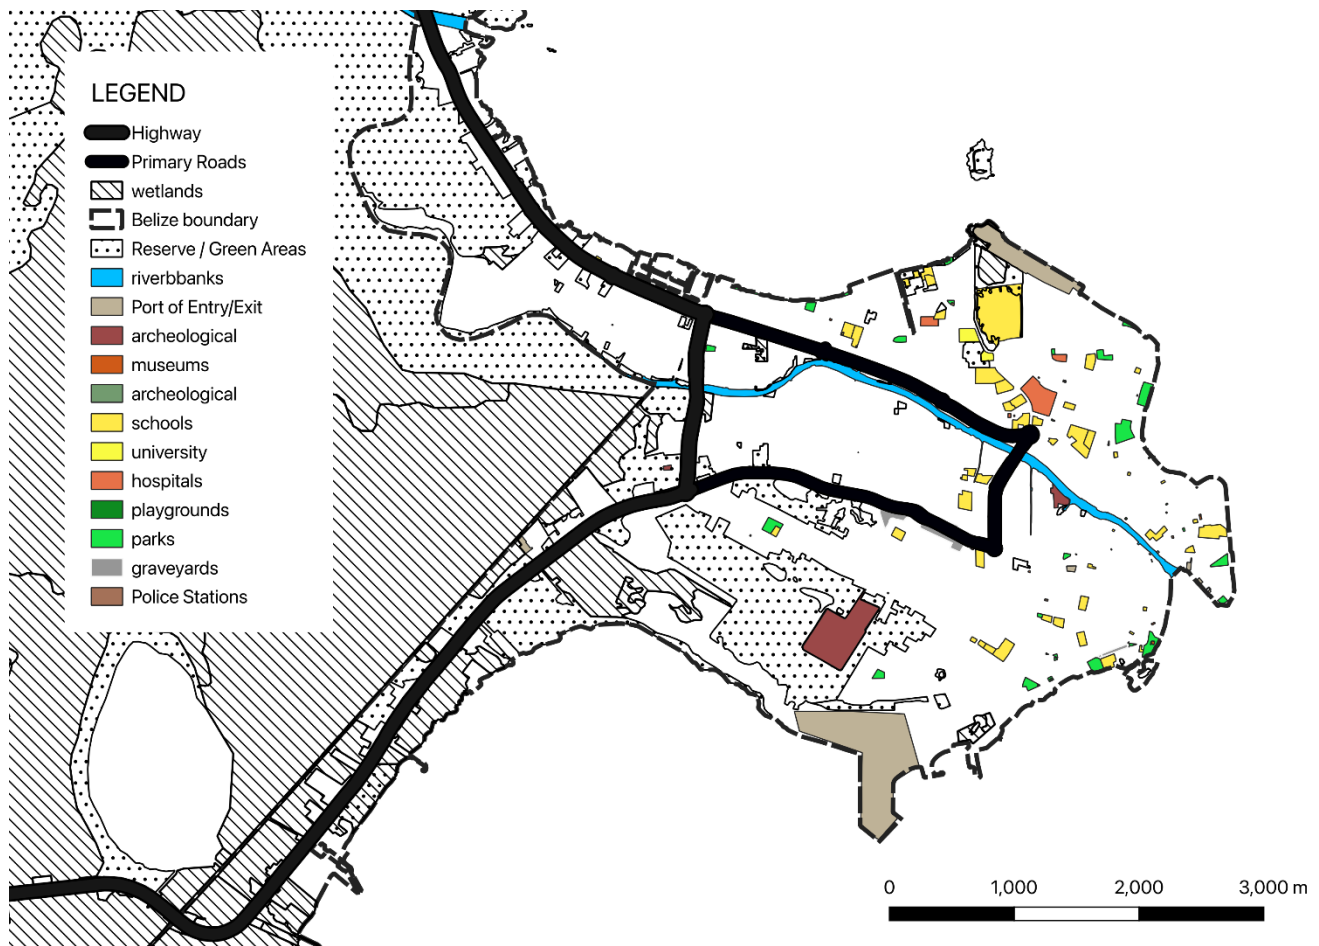 LEGEND
Highway
Primary Roads
wetlands
Belize boundary
Reserve / Green Areas
riverbbanks
Port of Entry/Exit
archeological
museums
archeological
schools
university
hospitals
playgrounds
parks
graveyards
Police Stations
0 1,000 2,000 3,000 m